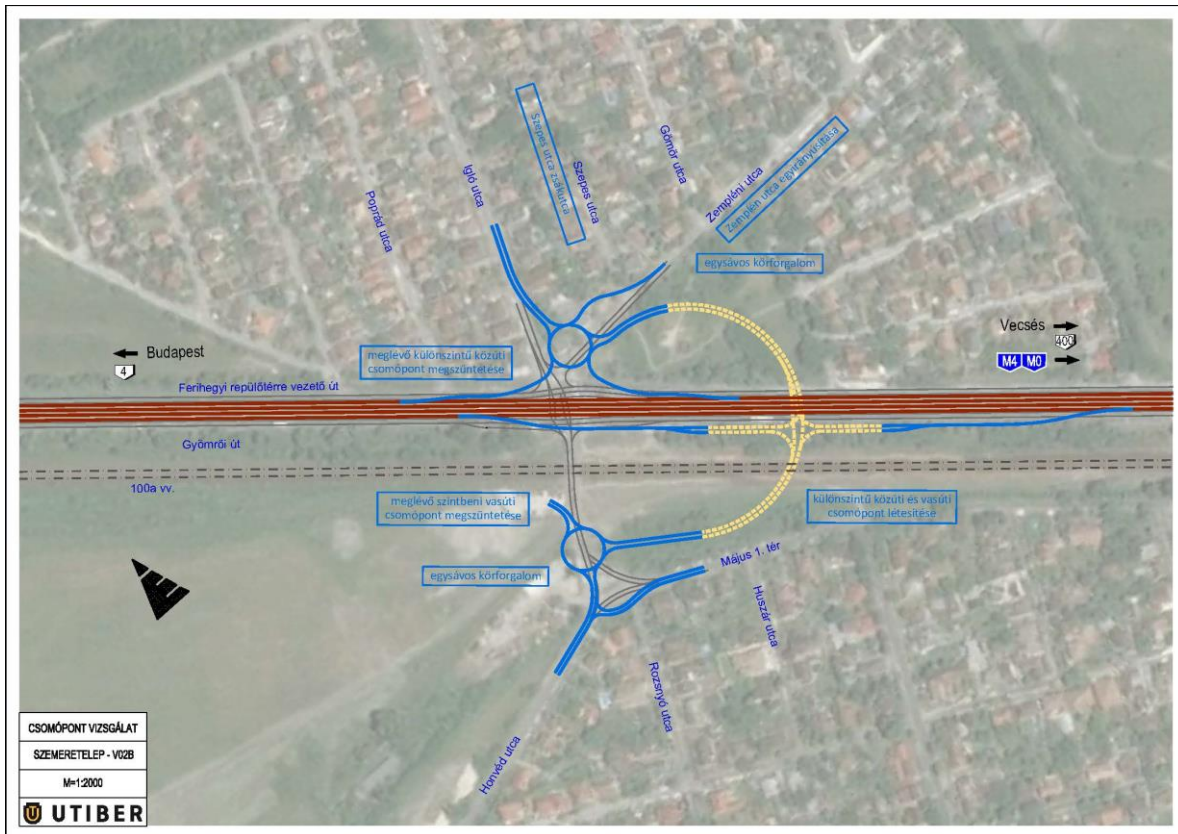 Igló utca
Szepes utca zsákutca
Szepes utca
Gömör utca
Zempléni utca
Zemplén utca egyirányúsítása
Poprád utca
egysávos körforgalom
Budapest
4
Vecsés
400
M4 M0
meglévő különszintű közúti
csomópont megszűntetése
Ferihegyi repülőtérre vezető út
Gyömrői út
100a vv.
meglévő szintbeni vasúti
csomópont megszűntetése
különszintű közúti és vasúti
csomópont létesítése
egysávos körforgalom
Május 1. tér
Huszár utca
Rozsnyó utca
Honvéd utca
É
CSOMÓPONT VIZSGÁLAT
SZEMERETELEP - V02B
M=1:2000
UTIBER